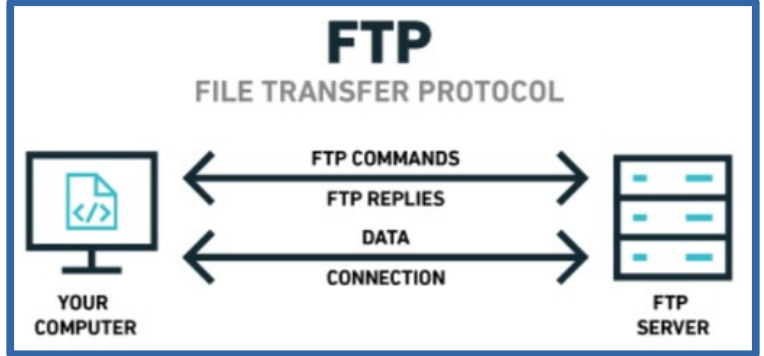 FTP
FILE TRANSFER PROTOCOL
FTP COMMANDS
FTP REPLIES
DATA
CONNECTION
</>
YOUR
COMPUTER
FTP
SERVER